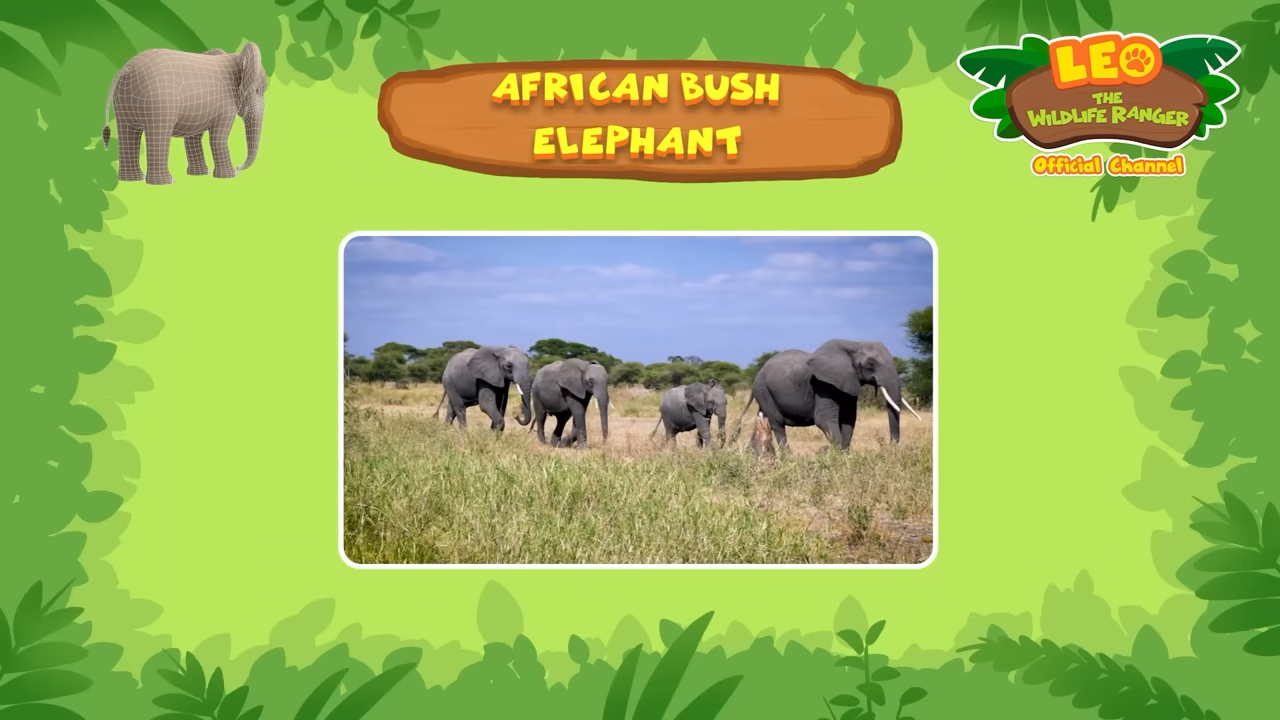 AFRICAN BUSH
ELEPHANT
LEO
THE
WILDLIFE RANGER
Official Channel